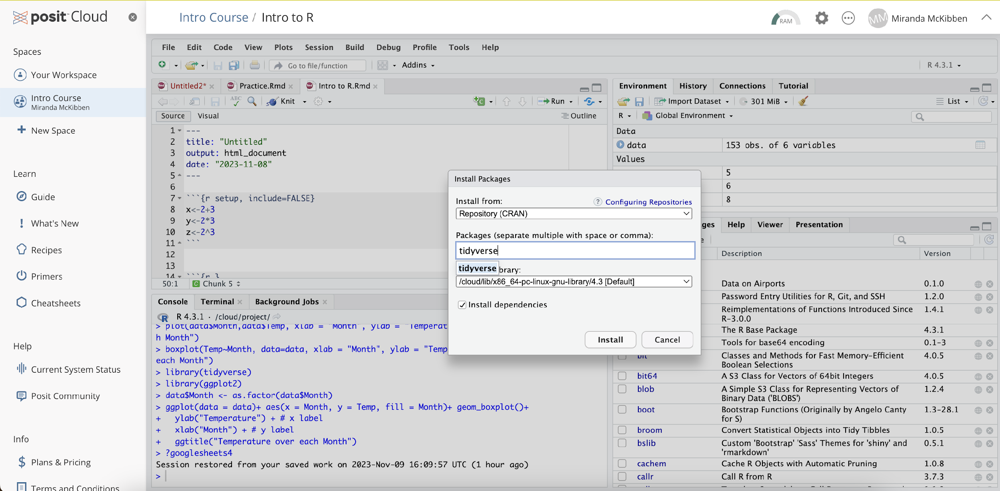 posit Cloud
Intro Course / Intro to R
RAM
MM
Miranda McKibben
Spaces
Your Workspace
Intro Course
Miranda McKibben
New Space
Learn
Guide
What's New
Recipes
Primers
Cheatsheets
Help
Current System Status
Posit Community
Info
Plans & Pricing
Terms and Conditions
File Edit Code View Plots Session Build Debug Profile Tools Help
Go to file/function
Addins
R 4.3.1
Untitled2*
Practice.Rmd
Intro to R.Rmd
ABC
Knit
Run
Source Visual
Outline
1 ---
2 title: "Untitled"
3 output: html_document
4 date: "2023-11-08"
5 ---
6
7 ```{r setup, include=FALSE}
8 x<-2+3
9 y<-2*3
10 z<-2^3
11 ```
12
13
14 ```{r }
50:1 C Chunk 5
Console Terminal Background Jobs
R 4.3.1 · /cloud/project/
> plot(data$Month,data$Temp, xlab = "Month", ylab = "Temperat
h Month")
> boxplot(Temp~Month, data=data, xlab = "Month", ylab = "Temp
each Month")
> library(tidyverse)
> library(ggplot2)
> data$Month <- as.factor(data$Month)
> ggplot(data = data)+ aes(x = Month, y = Temp, fill = Month)+ geom_boxplot()+
+ ylab("Temperature") + # x label
+ xlab("Month") + # y label
+ ggtitle("Temperature over each Month")
> ?googlesheets4
Session restored from your saved work on 2023-Nov-09 16:09:57 UTC (1 hour ago)
>
Environment History Connections Tutorial
Import Dataset
301 MiB
List
R
Global Environment
Data
data 153 obs. of 6 variables
Values
5
6
8
Install Packages
Install from:
? Configuring Repositories
Repository (CRAN)
Packages (separate multiple with space or comma):
tidyverse
tidyverse
brary:
/cloud/lib/x86_64-pc-linux-gnu-library/4.3 [Default]
Install dependencies
Install
Cancel
ges Help Viewer Presentation
e
Description Version
Data on Airports 0.1.0
Password Entry Utilities for R, Git, and SSH 1.2.0
Reimplementations of Functions Introduced Since 1.4.1
R-3.0.0
The R Base Package 4.3.1
Tools for base64 encoding 0.1-3
bit Classes and Methods for Fast Memory-Efficient 4.0.5
Boolean Selections
bit64 A S3 Class for Vectors of 64bit Integers 4.0.5
blob A Simple S3 Class for Representing Vectors of 1.2.4
Binary Data ('BLOBS')
boot Bootstrap Functions (Originally by Angelo Canty 1.3-28.1
for S)
broom Convert Statistical Objects into Tidy Tibbles 1.0.5
bslib Custom 'Bootstrap' 'Sass' Themes for 'shiny' and 0.5.1
'rmarkdown'
cachem Cache R Objects with Automatic Pruning 1.0.8
callr Call R from R 3.7.3